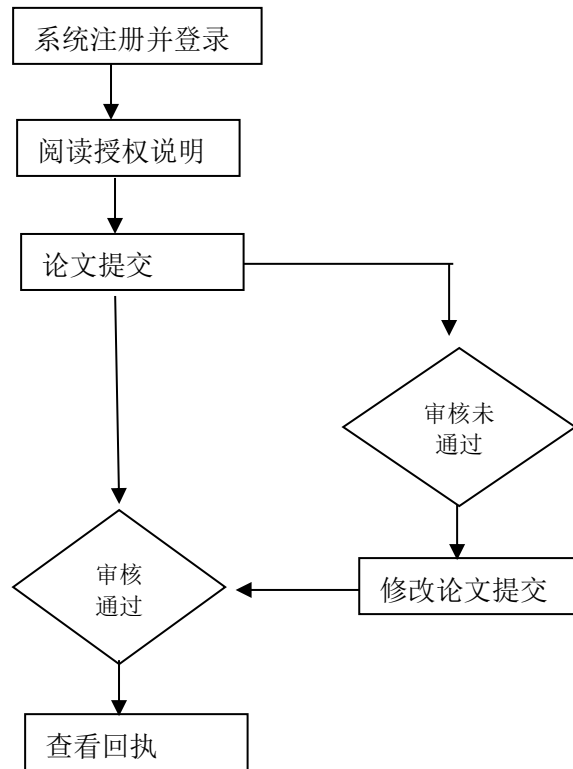 系统注册并登录
阅读授权说明
论文提交
审核未
通过
审核
通过
修改论文提交
查看回执